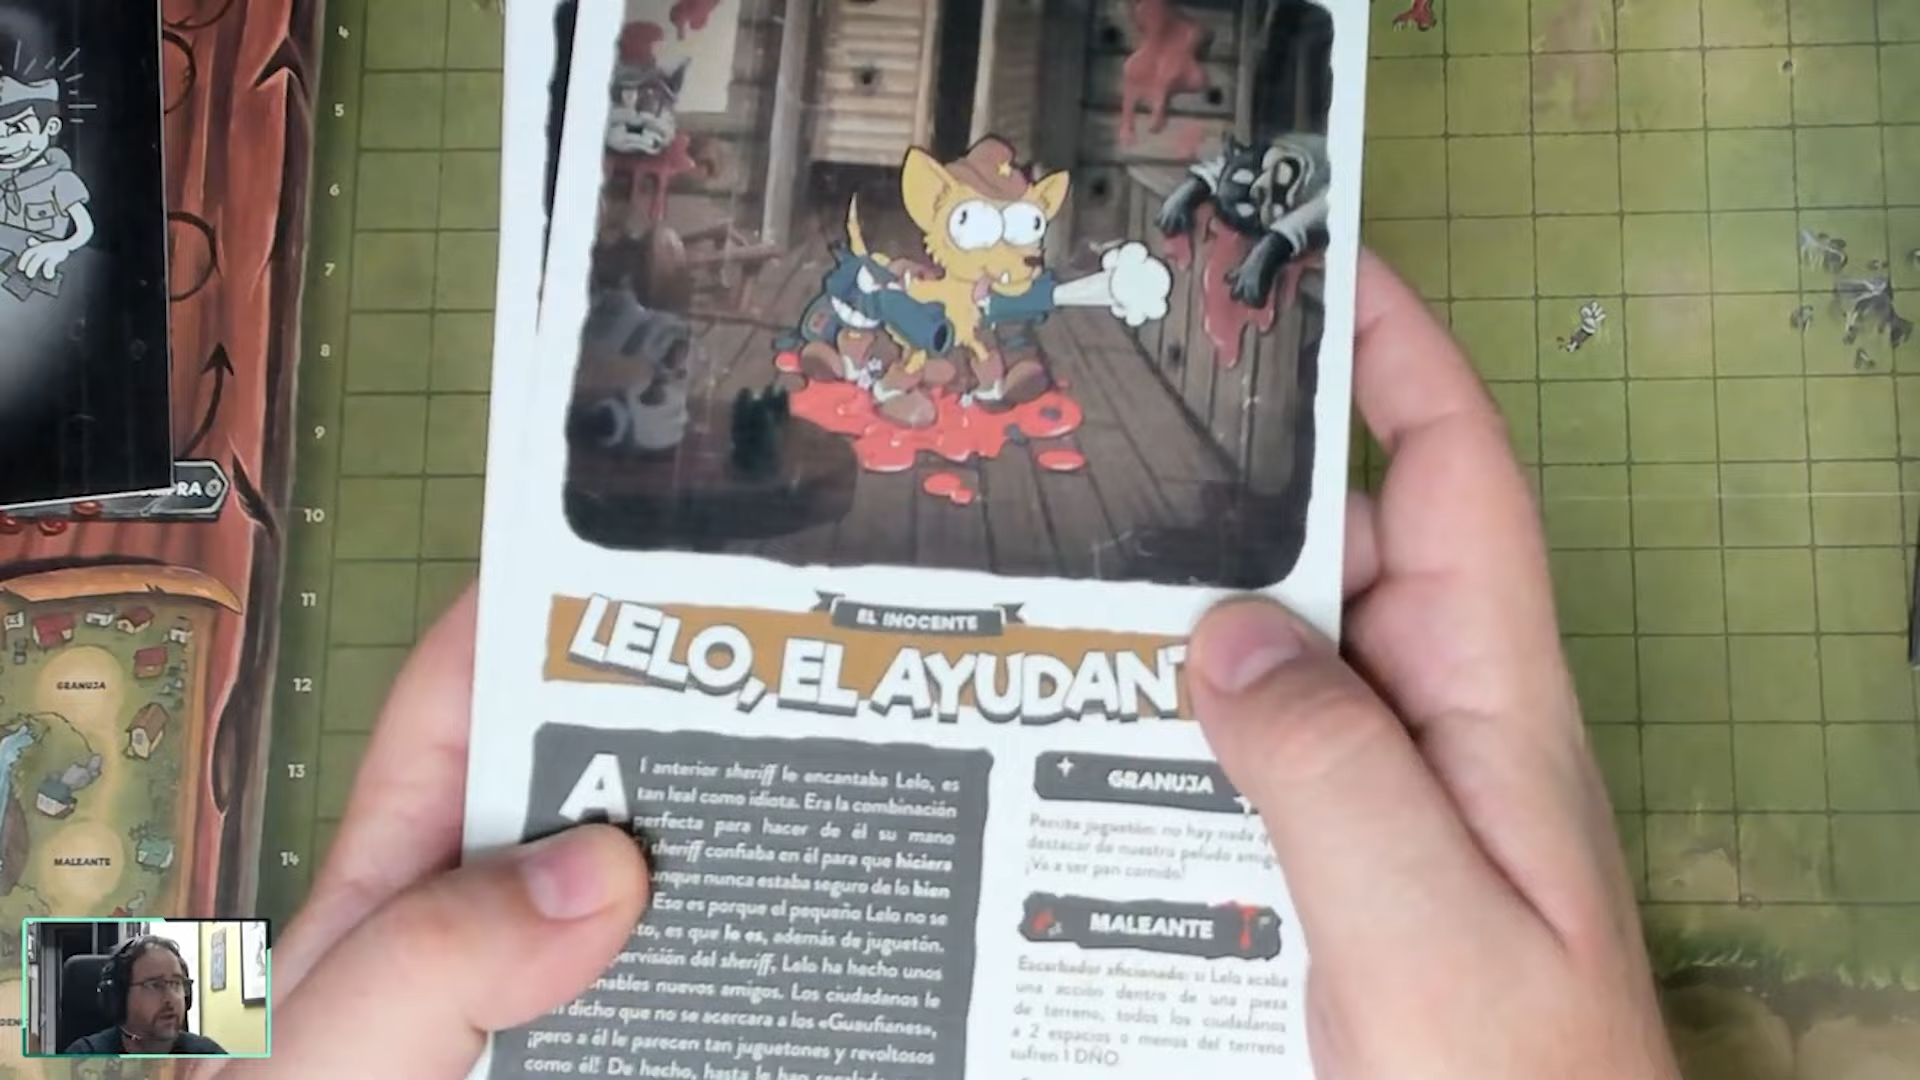 4
5
6
7
8
9
10
11
12
13
14
RA
GRANUJA
MALEANTE
EL INOCENTE
LELO, EL AYUDANT
Al anterior sheriff le encantaba Lelo, es
tan leal como idiota. Era la combinación
perfecta para hacer de él su mano
sheriff confiaba en él para que hiciera
unque nunca estaba seguro de lo bien
Eso es porque el pequeño Lelo no se
to, es que lo es, además de juguetón.
ervisión del sheriff, Lelo ha hecho unos
nables nuevos amigos. Los ciudadanos le
dicho que no se acercara a los «Guaufianes»,
¡pero a él le parecen tan juguetones y revoltosos
como él! De hecho, hasta le han
GRANUJA
Perrito juguetón: no hay nada q
destacar de nuestro peludo amig
¡Va a ser pan comido!
MALEANTE
Escarbador aficionado: si Lelo acaba
una acción dentro de una pieza
de terreno, todos los ciudadanos
a 2 espacios o menos del terreno
sufren 1 DÑO.